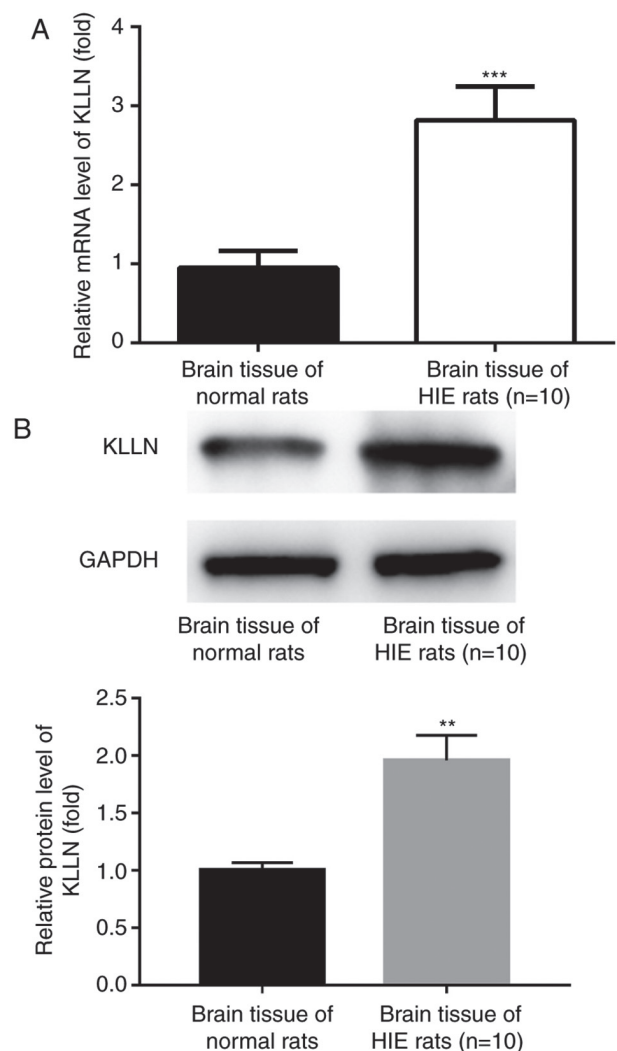 A
Relative mRNA level of KLLN (fold)
4
3
2
1
0
***
Brain tissue of
normal rats
Brain tissue of
HIE rats (n=10)
B
KLLN
GAPDH
Brain tissue of
normal rats
Brain tissue of
HIE rats (n=10)
Relative protein level of
KLLN (fold)
2.5
2.0
1.5
1.0
0.5
0.0
**
Brain tissue of
normal rats
Brain tissue of
HIE rats (n=10)